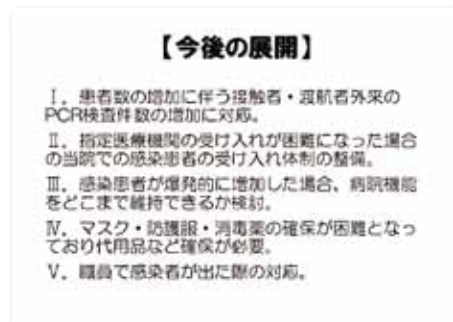 【今後の展開】
Ⅰ．患者数の増加に伴う接触者・渡航者外来の
PCR検査件数の増加に対応。
Ⅱ．指定医療機関の受け入れが困難になった場合
の当院での感染患者の受け入れ体制の整備。
Ⅲ．感染患者が爆発的に増加した場合、病院機能
をどこまで維持できるか検討。
Ⅳ．マスク・防護服・消毒薬の確保が困難となっ
ており代用品など確保が必要。
Ⅴ．職員で感染者が出た際の対応。